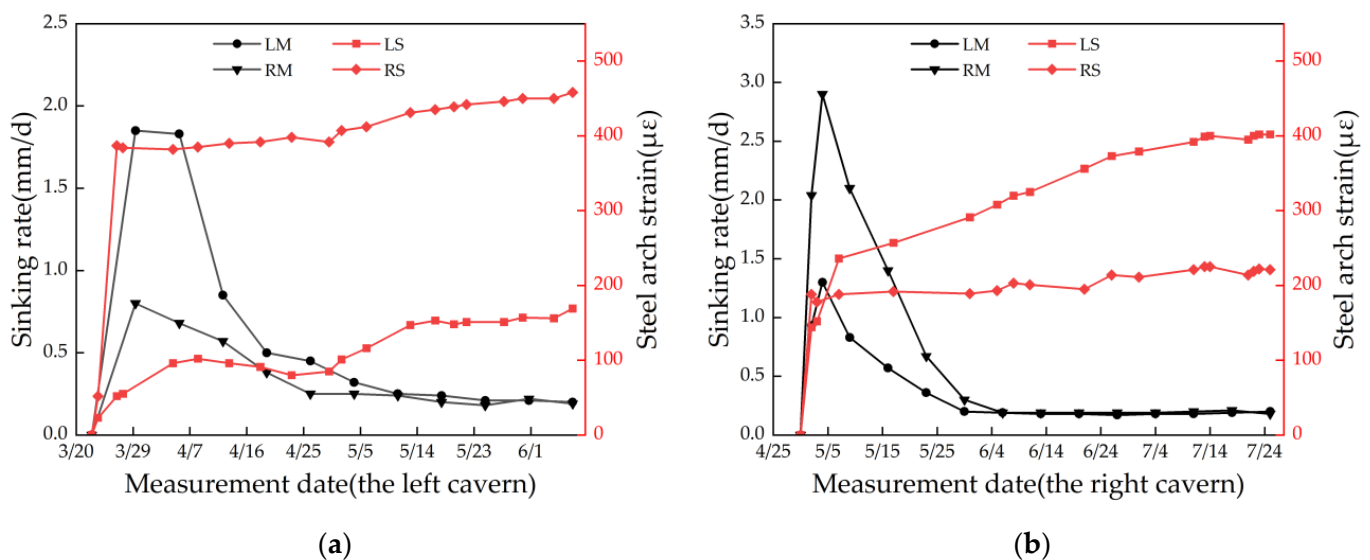 LM LS
RM RS
Sinking rate(mm/d)
2.5
2.0
1.5
1.0
0.5
0.0
500
400
300
200
100
0
Steel arch strain(με)
3/20 3/29 4/7 4/16 4/25 5/5 5/14 5/23 6/1
Measurement date(the left cavern)
(a)
LM LS
RM RS
Sinking rate(mm/d)
3.5
3.0
2.5
2.0
1.5
1.0
0.5
0.0
500
400
300
200
100
0
Steel arch strain(με)
4/25 5/5 5/15 5/25 6/4 6/14 6/24 7/4 7/14 7/24
Measurement date(the right cavern)
(b)